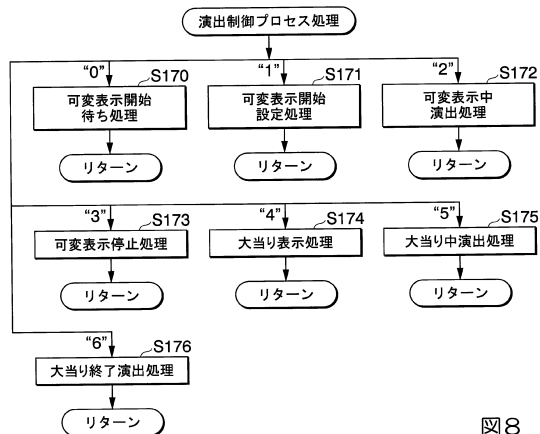 演出制御プロセス処理
“0”
S170
“1”
S171
“2”
S172
可変表示開始
待ち処理
可変表示開始
設定処理
可変表示中
演出処理
リターン
リターン
リターン
“3”
S173
“4”
S174
“5”
S175
可変表示停止処理
大当り表示処理
大当り中演出処理
リターン
リターン
リターン
“6”
S176
大当り終了演出処理
リターン
図8